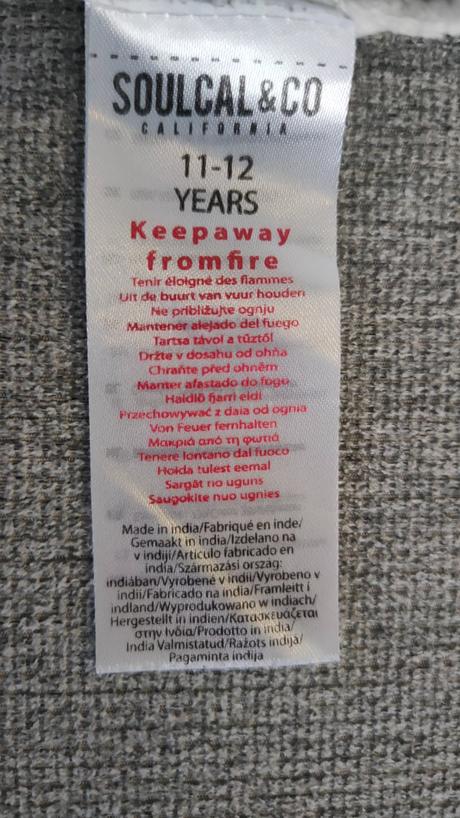 SOULCAL&CO
CALIFORNIA
11-12
YEARS
Keepaway
fromfire
Tenir éloigné des flammes
Uit de buurt van vuur houden
Ne približujte ognju
Mantener alejado del fuego
Tartsa távol a tűztől
Držte v dosahu od ohňa
Chraňte před ohněm
Manter afastado do fogo
Haldlõ fjarri eldi
Przechowywać z dala od ognia
Von Feuer fernhalten
Μακριά από τη φωτιά
Tenere lontano dal fuoco
Hoida tulest eemal
Sargāt no uguns
Saugokite nuo ugnies
Made in india/Fabriqué en inde/
Gemaakt in india/Izdelano na
v indiji/Artículo fabricado en
india/Származási ország:
indiában/Vyrobené v indii/Vyrobeno v
indii/Fabricado na india/Framleitt í
indland/Wyprodukowano w indiach/
Hergestellt in indien/Κατασκευάζεται
στην Ινδία/Prodotto in india/
India Valmistatud/Ražots indijā/
Pagaminta indija